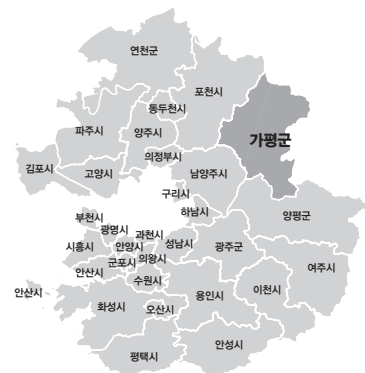 연천군
포천시
동두천시
가평군
파주시
양주시
의정부시
김포시
고양시
남양주시
구리시
하남시
양평군
부천시
광명시
과천시
시흥시
안양시
성남시
광주군
군포시
의왕시
여주시
안산시
수원시
안산시
용인시
이천시
화성시
오산시
안성시
평택시